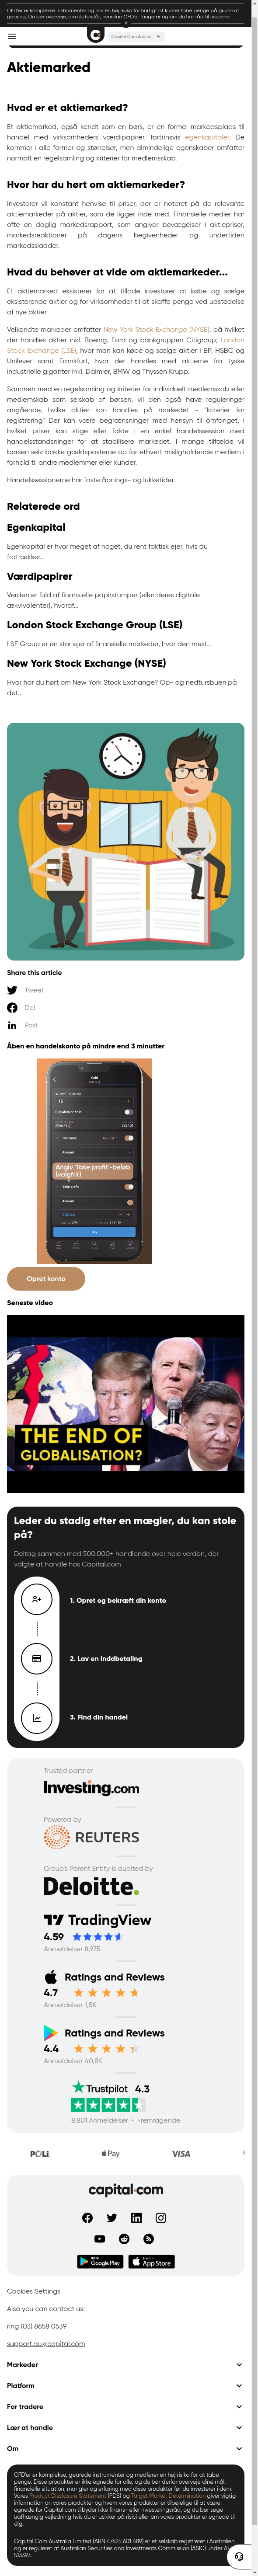 CFD'er er komplekse instrumenter og har en høj risiko for hurtigt at kunne tabe penge på grund af
gearing. Du bør overveje, om du forstår, hvordan CFD'er fungerer og om du har råd til risiciene.
Capital Com Austra...
Aktiemarked
Hvad er et aktiemarked?
Et aktiemarked, også kendt som en børs, er en formel markedsplads til
handel med virksomheders værdipapirer, fortrinsvis egenkapitaler. De
kommer i alle former og størrelser, men almindelige egenskaber omfatter
normalt en regelsamling og kriterier for medlemsskab.
Hvor har du hørt om aktiemarkeder?
Investorer vil konstant henvise til priser, der er noteret på de relevante
aktiemarkeder på aktier, som de ligger inde med. Finansielle medier har
ofte en daglig markedsrapport, som angiver bevægelser i aktiepriser,
markedsreaktioner på dagens begivenheder og undertiden
markedssladder.
Hvad du behøver at vide om aktiemarkeder...
Et aktiemarked eksisterer for at tillade investorer at købe og sælge
eksisterende aktier og for virksomheder til at skaffe penge ved udstedelse
af nye aktier.
Velkendte markeder omfatter New York Stock Exchange (NYSE), på hvilket
der handles aktier inkl. Boeing, Ford og bankgruppen Citigroup; London
Stock Exchange (LSE), hvor man kan købe og sælge aktier i BP, HSBC og
Unilever samt Frankfurt, hvor der handles med aktierne fra tyske
industrielle giganter inkl. Daimler, BMW og Thyssen Krupp.
Sammen med en regelsamling og kriterier for individuelt medlemsskab eller
medlemskab som selskab af børsen, vil den også have reguleringer
angående, hvilke aktier kan handles på markedet - "kriterier for
registrering" Der kan være begrænsninger med hensyn til omfanget, i
hvilket priser kan stige eller falde i en enkel handelssession med
handelsstandsninger for at stabilisere markedet. I mange tilfælde vil
børsen selv bakke gældsposterne op for ethvert misligholdende medlem i
forhold til andre medlemmer eller kunder.
Handelssessionerne har faste åbnings- og lukketider.
Relaterede ord
Egenkapital
Egenkapital er hvor meget af noget, du rent faktisk ejer, hvis du
fratrækker...
Værdipapirer
Verden er fuld af finansielle papirstumper (eller deres digitale
ækvivalenter), hvoraf...
London Stock Exchange Group (LSE)
LSE Group er en stor ejer af finansielle markeder, hvor den mest...
New York Stock Exchange (NYSE)
Hvor har du hørt om New York Stock Exchange? Op- og nedtursbuen på
det...
Share this article
Tweet
Del
Post
Åben en handelskonto på mindre end 3 minutter
Gold
Buy when price is
Stop loss
Amount
Angiv 'take profit'-beløb
(valgfrit)
Take profit
Amount
Buy
Opret konto
Seneste video
THE END OF
GLOBALISATION?
Leder du stadig efter en mægler, du kan stole
på?
Deltag sammen med 500.000+ handlende over hele verden, der
valgte at handle hos Capital.com
1. Opret og bekræft din konto
2. Lav en inddbetaling
3. Find din handel
Trusted partner
Investing.com
Powered by
REUTERS
Group's Parent Entity is audited by
Deloitte.
TradingView
4.59
Anmeldelser 8,975
Ratings and Reviews
4.7
Anmeldelser 1,5K
Ratings and Reviews
4.4
Anmeldelser 40,8K
Trustpilot 4.3
8,801 Anmeldelser • Fremragende
POLi
Pay
VISA
capital.com
Google Play
App Store
Cookies Settings
Also you can contact us:
ring (03) 8658 0539
support.au@capital.com
Markeder
Platform
For tradere
Lær at handle
Om
CFD'er er komplekse, gearede instrumenter og medfører en høj risiko for at tabe
penge. Disse produkter er ikke egnede for alle, og du bør derfor overveje dine mål,
finansielle situation, mangler og erfaring med disse produkter før du investerer i dem.
Vores Product Disclosure Statement (PDS) og Target Market Determination giver vigtig
information on vores produkter og hvem vores produkter er tilbøjelige til at være
egnede for Capital.com tilbyder ikke finans- eller investeringsråd, og du bør søge
uafhængig vejledning hvis du er usikker på risici eller om vores produkter er egnede til
dig.
Capital Com Australia Limited (ABN 47625 601 489) er et selskab registreret i Australien
og er reguleret af Australian Securities and Investments Commission (ASIC) under
513393.